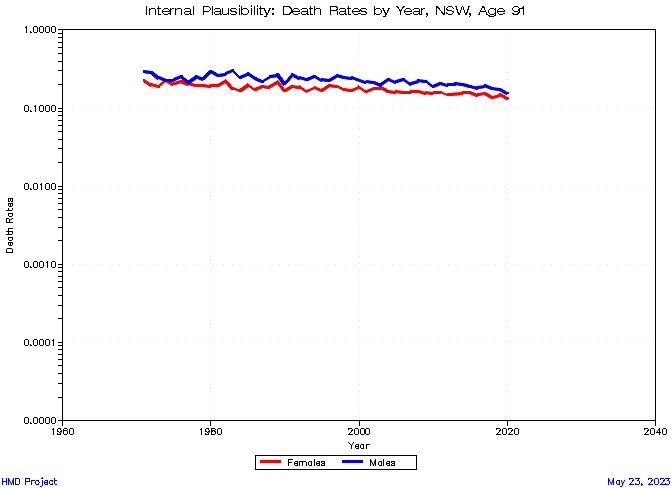 Internal Plausibility: Death Rates by Year, NSW, Age 91
1.0000
0.1000
0.0100
0.0010
0.0001
0.0000
Death Rates
1960 1980 2000 2020 2040
Year
Females Males
HMD Project May 23, 2023